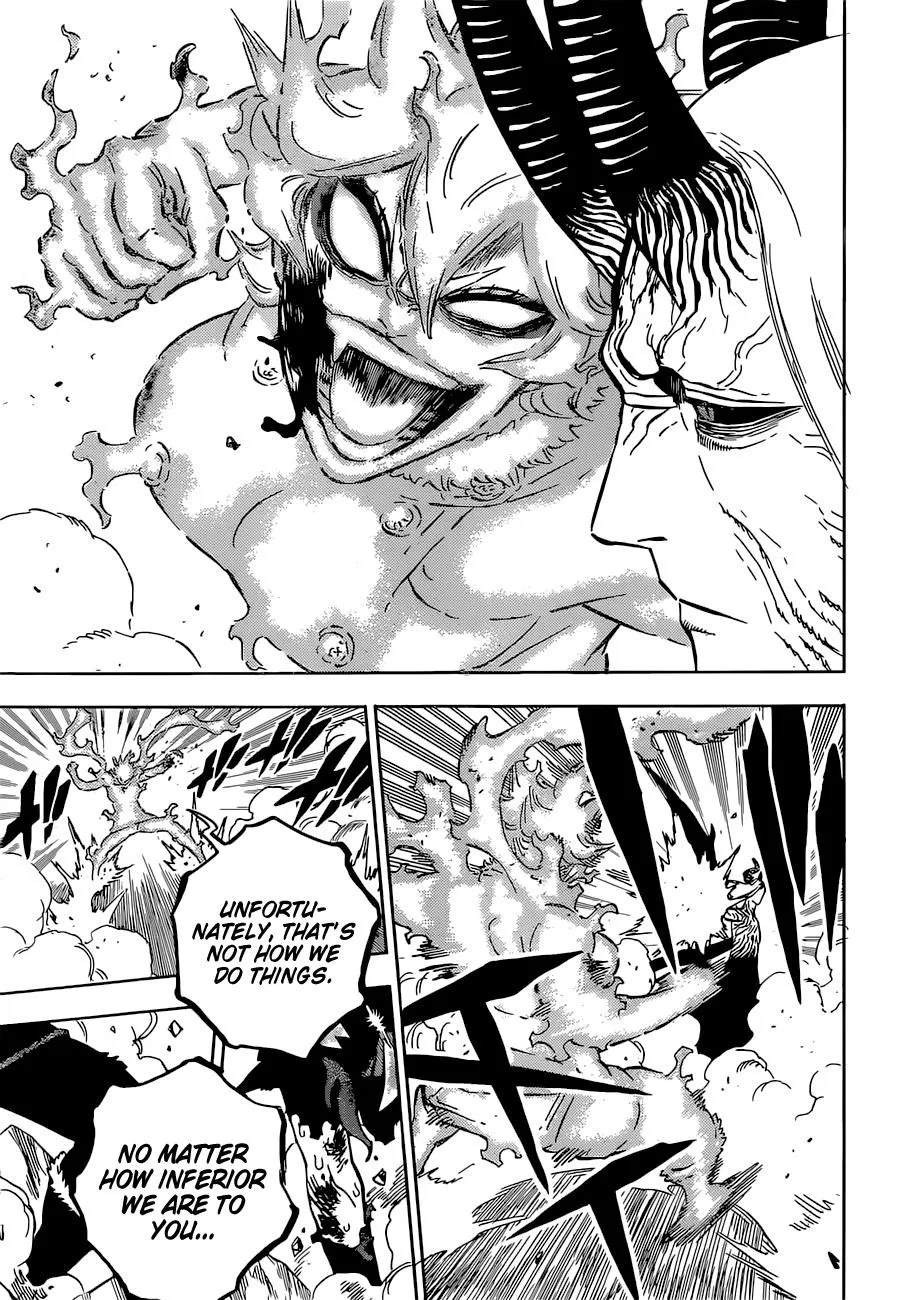 UNFORTU-
NATELY, THAT'S
NOT HOW WE
DO THINGS.
NO MATTER
HOW INFERIOR
WE ARE TO
YOU...